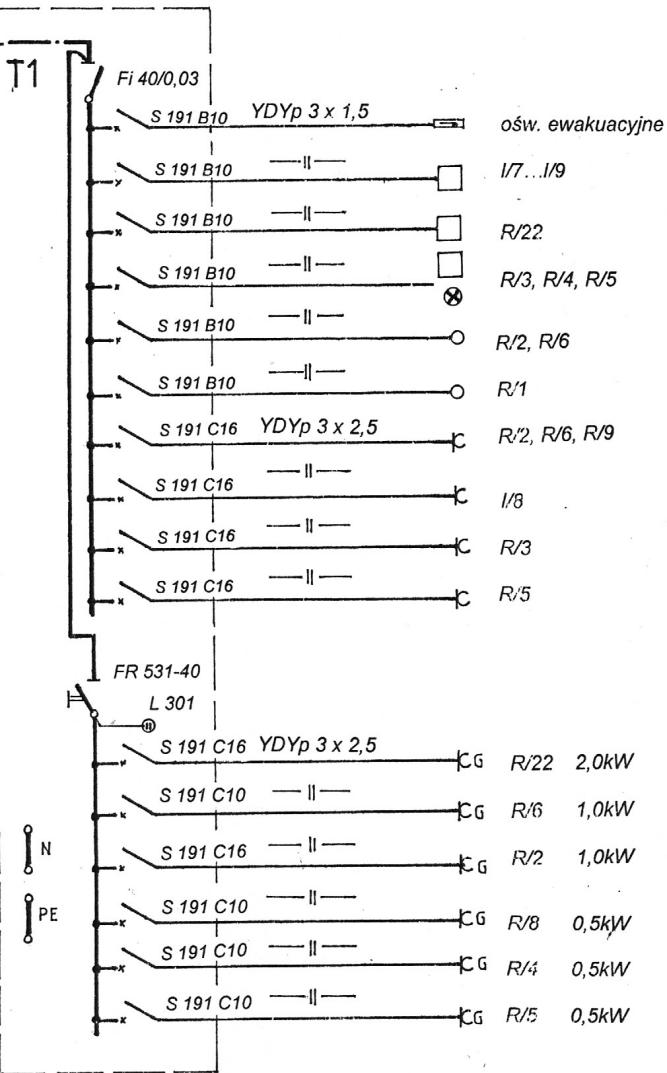 T1
Fi 40/0,03
S 191 B10 YDYp 3 x 1,5 ośw. ewakuacyjne
S 191 B10 —॥— I/7...I/9
S 191 B10 —॥— R/22
S 191 B10 —॥— R/3, R/4, R/5
S 191 B10 —॥— R/2, R/6
S 191 B10 —॥— R/1
S 191 C16 YDYp 3 x 2,5 R/2, R/6, R/9
S 191 C16 —॥— I/8
S 191 C16 —॥— R/3
S 191 C16 —॥— R/5
FR 531-40
L 301
S 191 C16 YDYp 3 x 2,5 G R/22 2,0kW
S 191 C10 —॥— G R/6 1,0kW
S 191 C16 —॥— G R/2 1,0kW
N
S 191 C10 —॥— G R/8 0,5kW
PE
S 191 C10 —॥— G R/4 0,5kW
S 191 C10 —॥— G R/5 0,5kW